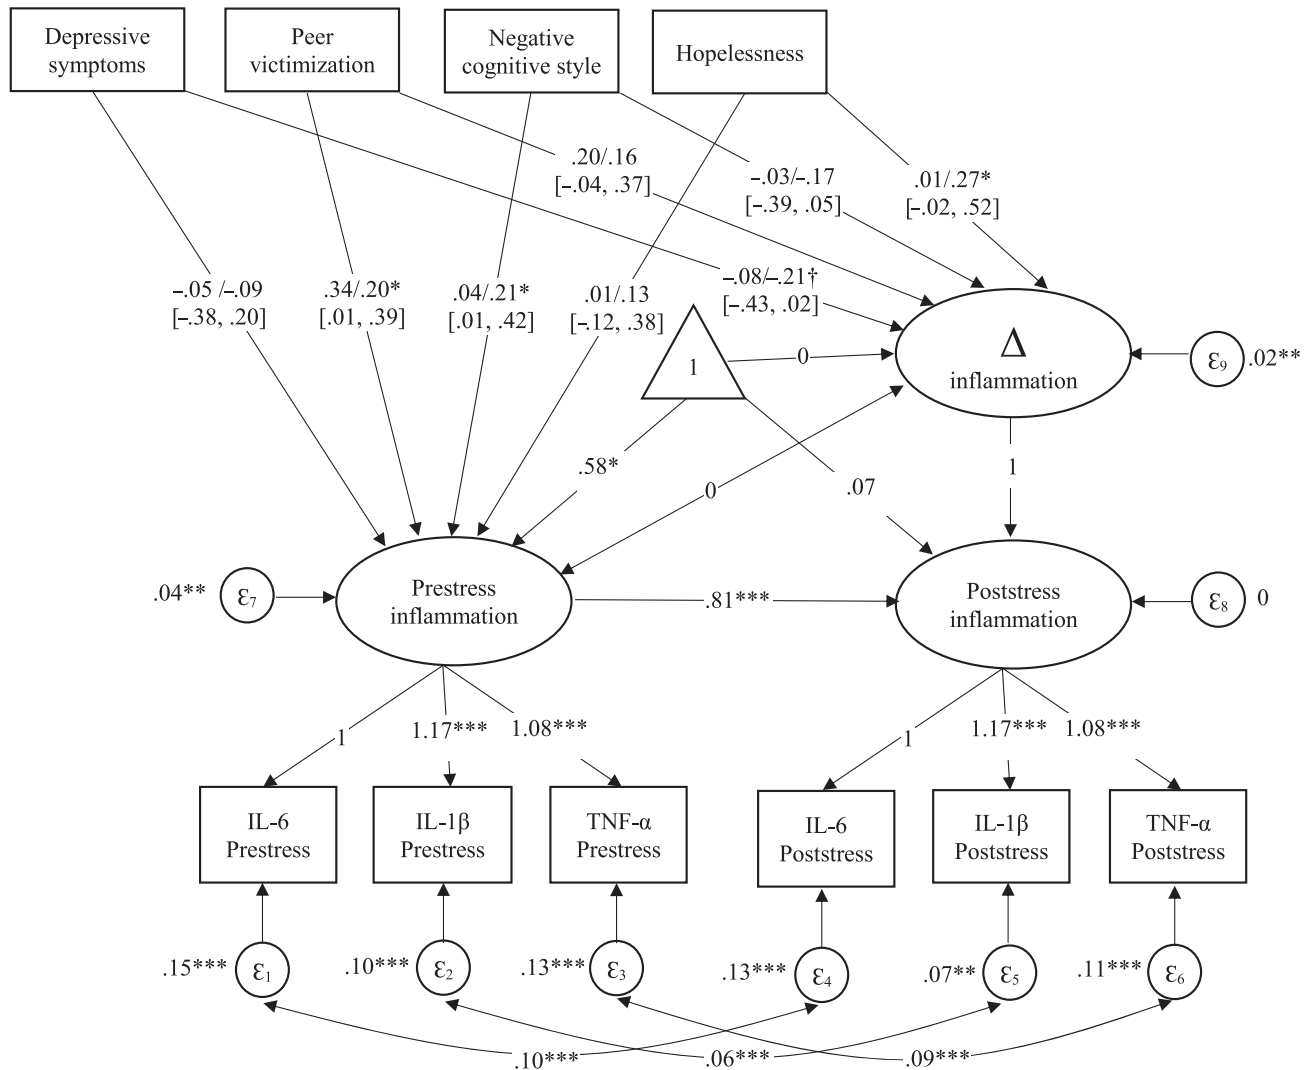 Depressive
symptoms
Peer
victimization
Negative
cognitive style
Hopelessness
.20/.16
[–.04, .37]
–.03/–.17
[–.39, .05]
.01/.27*
[–.02, .52]
–.05 /–.09
[–.38, .20]
.34/.20*
[.01, .39]
.04/.21*
[.01, .42]
.01/.13
[–.12, .38]
–.08/–.21†
[–.43, .02]
1
0
Δ
inflammation
ε9
.02**
.58*
0
.07
1
.04**
ε7
Prestress
inflammation
.81***
Poststress
inflammation
ε8
0
1
1.17***
1.08***
1
1.17***
1.08***
IL-6
Prestress
IL-1β
Prestress
TNF-α
Prestress
IL-6
Poststress
IL-1β
Poststress
TNF-α
Poststress
.15***
ε1
.10***
ε2
.13***
ε3
.13***
ε4
.07**
ε5
.11***
ε6
.10***
.06***
.09***